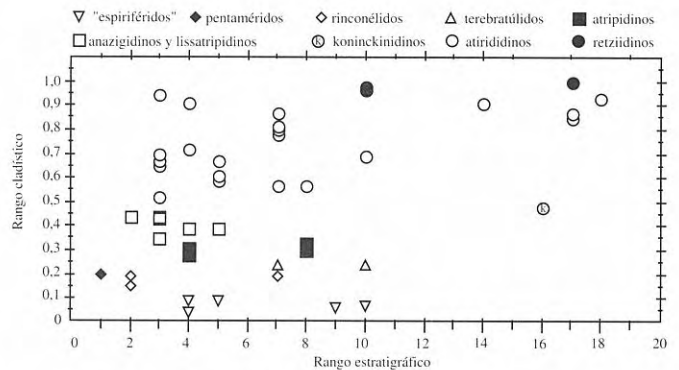 "espiriféridos" pentaméridos rinconélidos terebratúlidos atripidinos
anazigidinos y lissatripidinos koninckinidinos atirididinos retziidinos
1,0
0,9
0,8
0,7
0,6
0,5
0,4
0,3
0,2
0,1
0
Rango cladístico
k
0 2 4 6 8 10 12 14 16 18 20
Rango estratigráfico